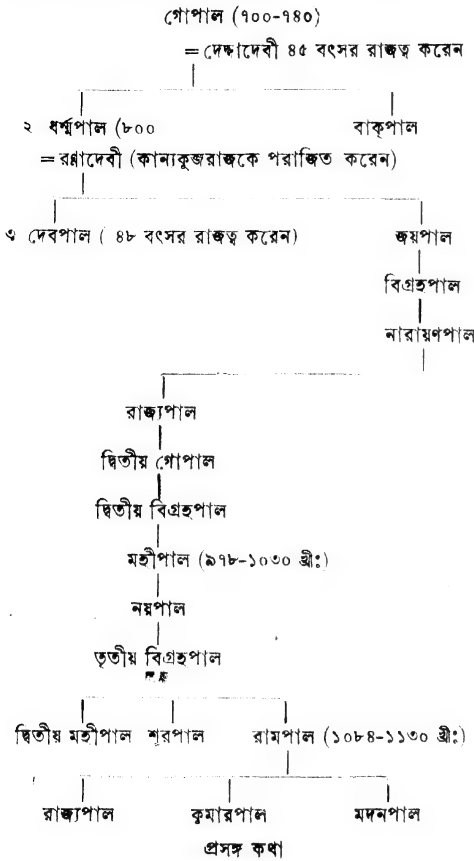 গোপাল (৭০০-৭৪০)
= দেদ্দাদেবী ৪৫ বৎসর রাজত্ব করেন
২ ধর্ম্মপাল (৮০০ বাক্‌পাল
= রন্নাদেবী (কান্যকুব্জরাজকে পরাজিত করেন)
৩ দেবপাল ( ৪৮ বৎসর রাজত্ব করেন) জয়পাল
বিগ্রহপাল
নারায়ণপাল
রাজ্যপাল
দ্বিতীয় গোপাল
দ্বিতীয় বিগ্রহপাল
মহীপাল (৯৭৮-১০৩০ খ্রীঃ)
নয়পাল
তৃতীয় বিগ্রহপাল
দ্বিতীয় মহীপাল শূরপাল রামপাল (১০৮৪-১১৩০ খ্রীঃ)
রাজ্যপাল কুমারপাল মদনপাল
প্রসঙ্গ কথা